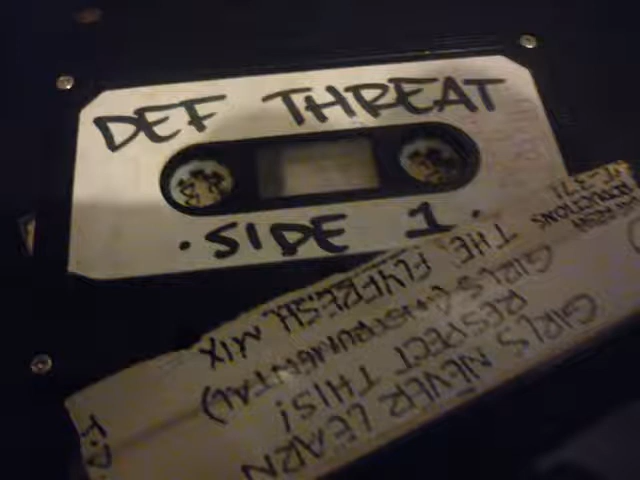 DEF THREAT
·SIDE 1·
GIRLS NEVER LEARN
RESPECT THIS!
GIRLS (INSTRUMENTAL)
THE FLYFRESH MIX